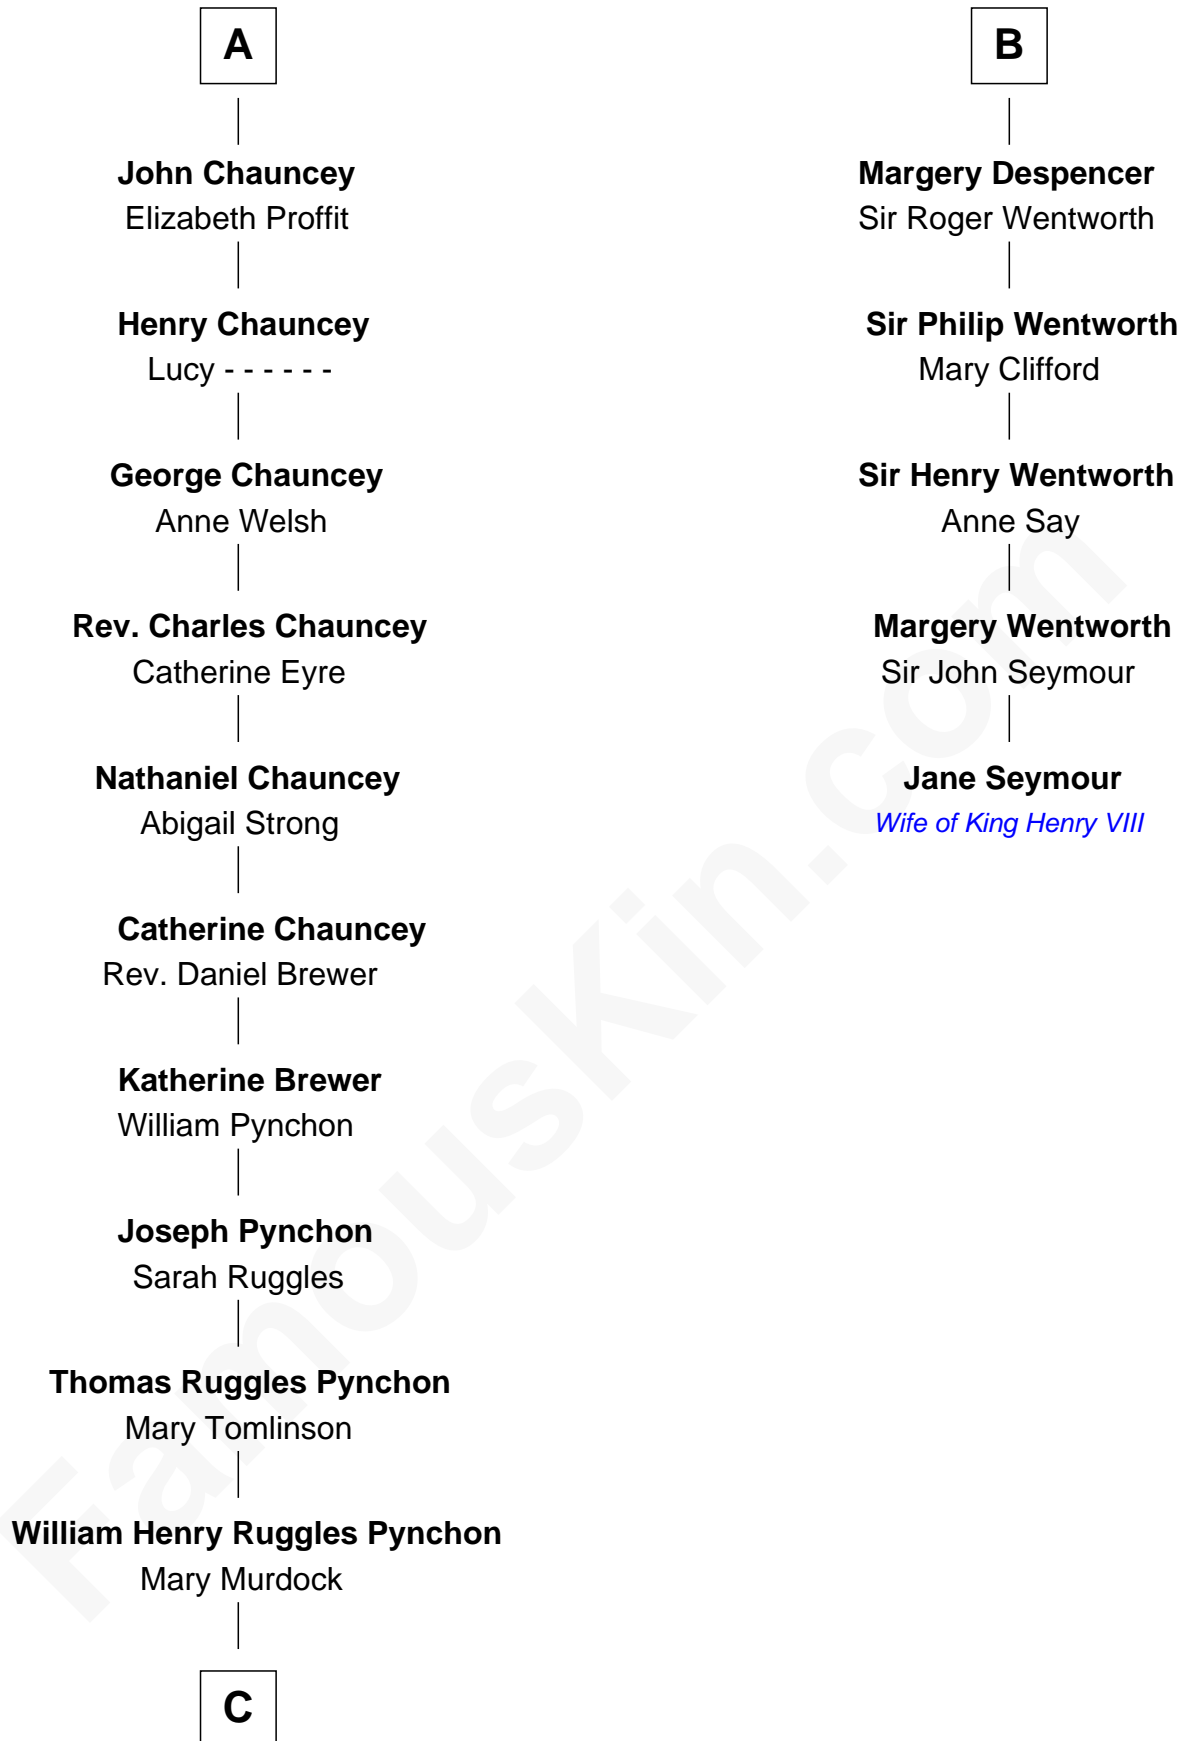 A
John Chauncey
Elizabeth Proffit
Henry Chauncey
Lucy - - - - - -
George Chauncey
Anne Welsh
Rev. Charles Chauncey
Catherine Eyre
Nathaniel Chauncey
Abigail Strong
Catherine Chauncey
Rev. Daniel Brewer
Katherine Brewer
William Pynchon
Joseph Pynchon
Sarah Ruggles
Thomas Ruggles Pynchon
Mary Tomlinson
William Henry Ruggles Pynchon
Mary Murdock
C
B
Margery Despencer
Sir Roger Wentworth
Sir Philip Wentworth
Mary Clifford
Sir Henry Wentworth
Anne Say
Margery Wentworth
Sir John Seymour
Jane Seymour
Wife of King Henry VIII
FamousKin.com